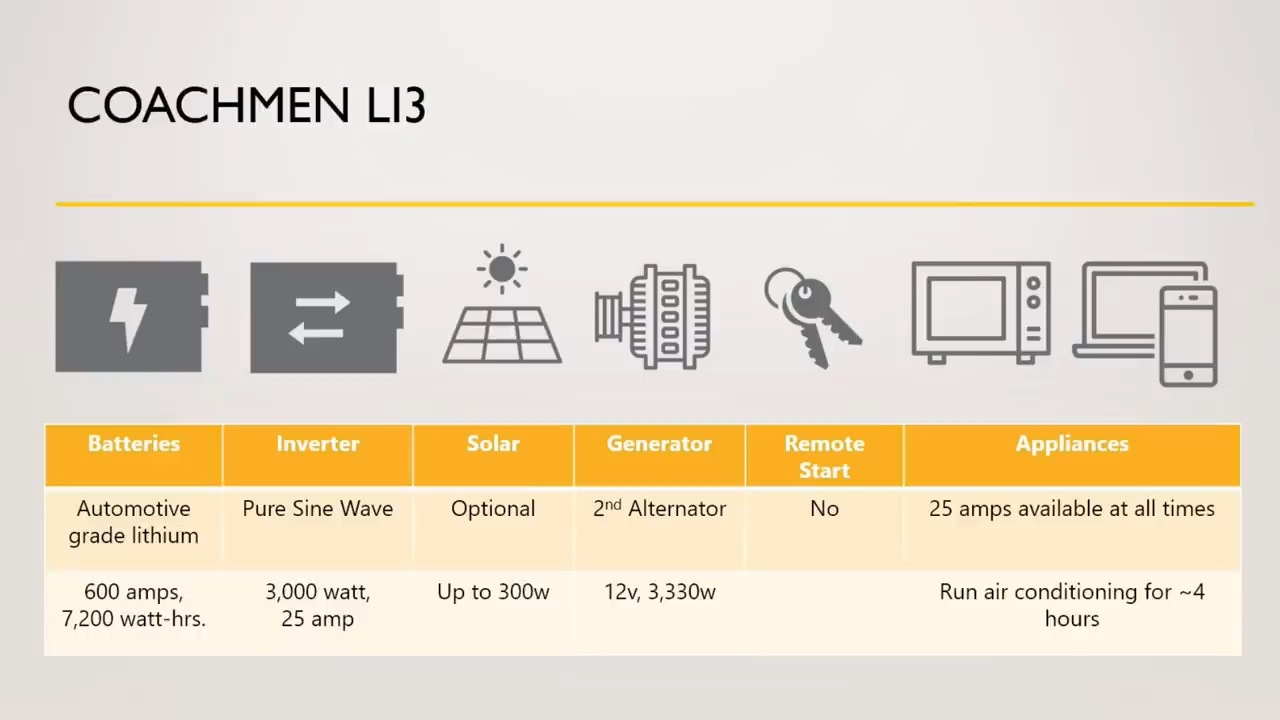 COACHMEN LI3
Batteries
Inverter
Solar
Generator
Remote
Start
Appliances
Automotive
grade lithium
Pure Sine Wave
Optional
2nd Alternator
No
25 amps available at all times
600 amps,
7,200 watt-hrs.
3,000 watt,
25 amp
Up to 300w
12v, 3,330w
Run air conditioning for ~4
hours